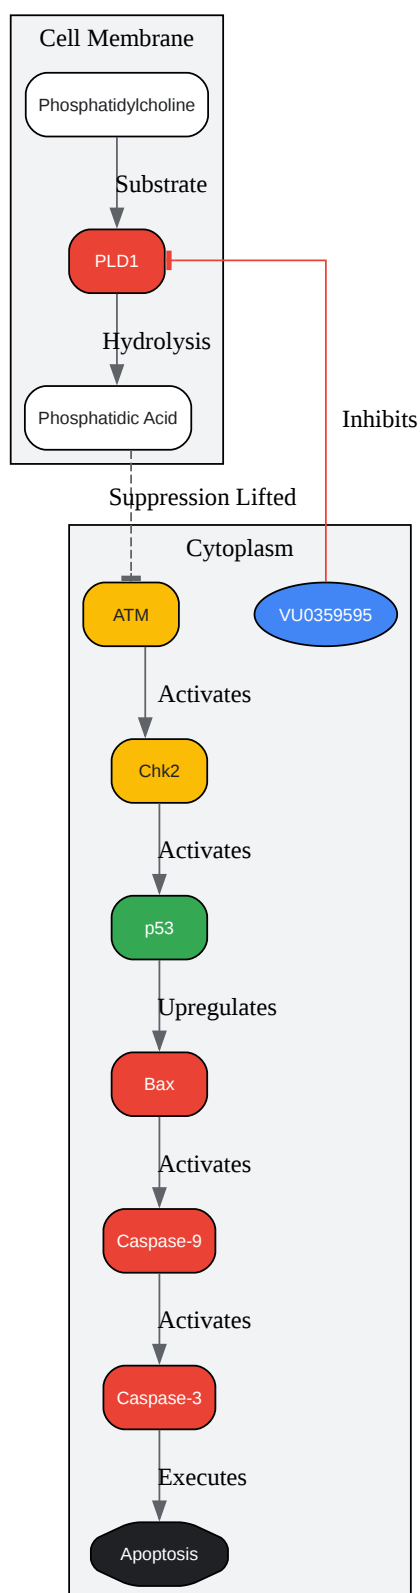 Cell Membrane
Phosphatidylcholine
Substrate
PLD1
Hydrolysis
Phosphatidic Acid
Inhibits
Suppression Lifted
Cytoplasm
ATM
VU0359595
Activates
Chk2
Activates
p53
Upregulates
Bax
Activates
Caspase-9
Activates
Caspase-3
Executes
Apoptosis